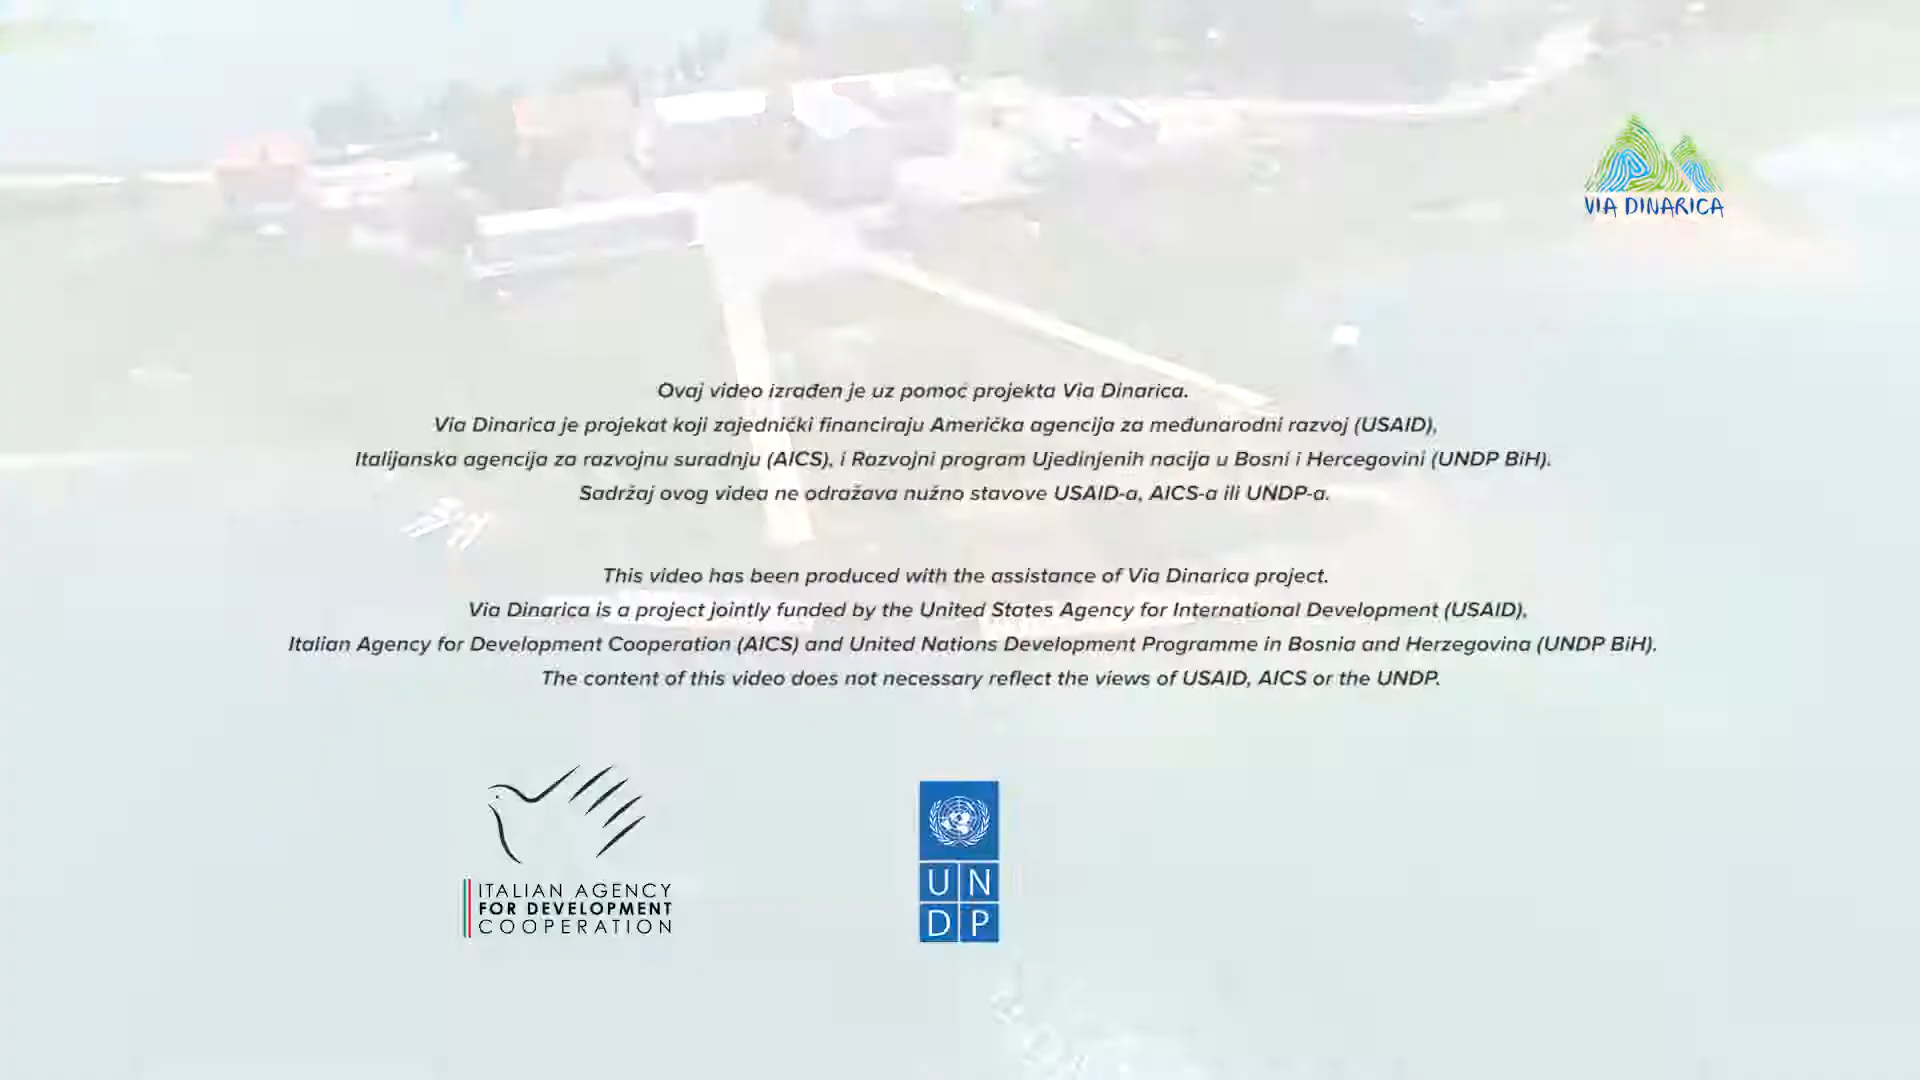 VIA DINARICA
Ovaj video izrađen je uz pomoć projekta Via Dinarica.
Via Dinarica je projekat koji zajednički financiraju Američka agencija za međunarodni razvoj (USAID),
Italijanska agencija za razvojnu suradnju (AICS), i Razvojni program Ujedinjenih nacija u Bosni i Hercegovini (UNDP BiH).
Sadržaj ovog videa ne odražava nužno stavove USAID-a, AICS-a ili UNDP-a.
This video has been produced with the assistance of Via Dinarica project.
Via Dinarica is a project jointly funded by the United States Agency for International Development (USAID),
Italian Agency for Development Cooperation (AICS) and United Nations Development Programme in Bosnia and Herzegovina (UNDP BiH).
The content of this video does not necessary reflect the views of USAID, AICS or the UNDP.
ITALIAN AGENCY
FOR DEVELOPMENT
COOPERATION
UN
DP